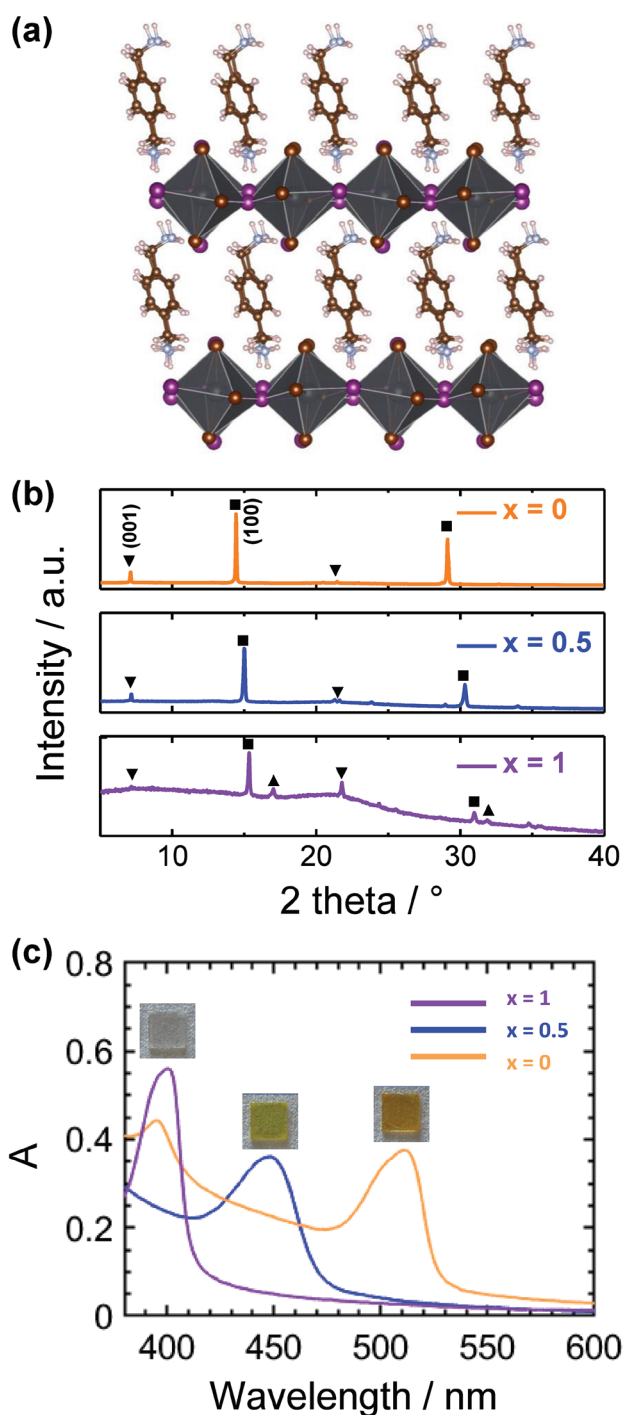 (a)
(b)
(001)
(100)
x = 0
x = 0.5
x = 1
Intensity / a.u.
10 20 30 40
2 theta / °
(c)
0.8
0.6
0.4
0.2
0
A
x = 1
x = 0.5
x = 0
400 450 500 550 600
Wavelength / nm